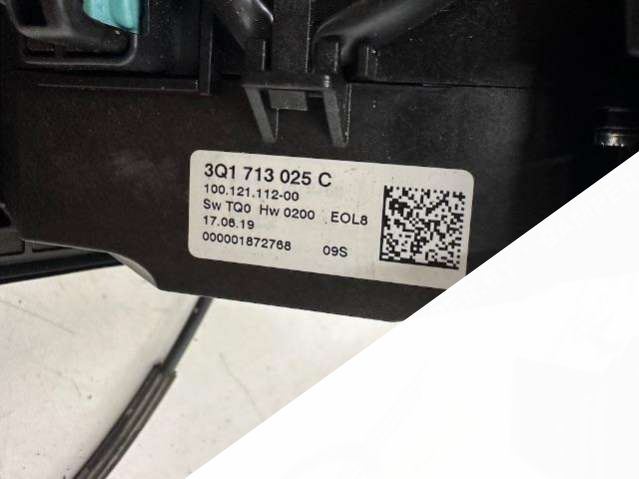 3Q1 713 025 C
100.121.112-00
Sw TQ0 Hw 0200 EOL8
17.06.19
000001872768 09S